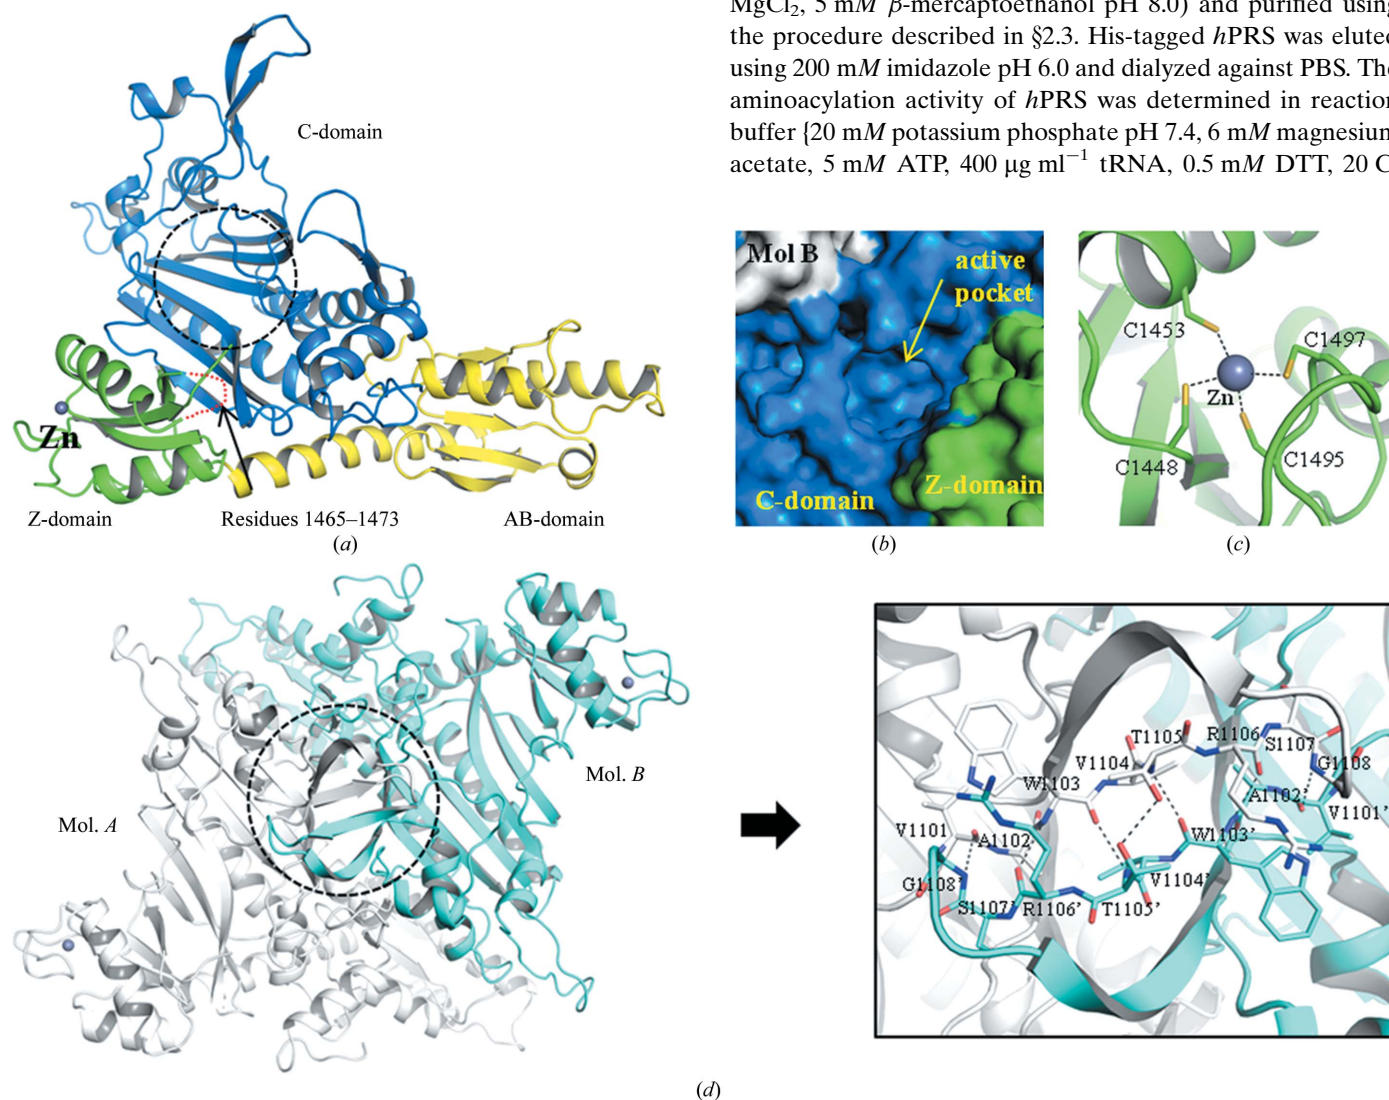 MgCl₂, 5 mM β-mercaptoethanol pH 8.0) and purified using
the procedure described in §2.3. His-tagged hPRS was eluted
using 200 mM imidazole pH 6.0 and dialyzed against PBS. The
aminoacylation activity of hPRS was determined in reaction
buffer {20 mM potassium phosphate pH 7.4, 6 mM magnesium
acetate, 5 mM ATP, 400 μg ml⁻¹ tRNA, 0.5 mM DTT, 20 C
C-domain
Zn
Z-domain
Residues 1465–1473
AB-domain
(a)
Mol B
active
pocket
C-domain
Z-domain
(b)
C1453
C1497
Zn
C1448
C1495
(c)
Mol. A
Mol. B
T1105
R1106
S1107
G1108
V1104
W1103
A1102'
V1101'
V1101
A1102
W1103'
G1108'
V1104'
S1107'
R1106'
T1105'
(d)